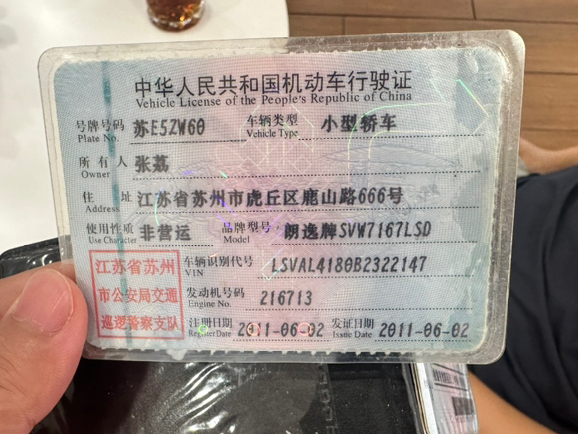 中华人民共和国机动车行驶证
Vehicle License of the People's Republic of China
号牌号码 苏E5ZW60 车辆类型 小型轿车
Plate No. Vehicle Type
所有人 张荔
Owner
住址 江苏省苏州市虎丘区鹿山路666号
Address
使用性质 非营运 品牌型号 朗逸牌SVW7167LSD
Use Character Model
江苏省苏州
市公安局交通
巡逻警察支队
车辆识别代号 LSVAL4180B2322147
VIN
发动机号码 216713
Engine No.
注册日期 2011-06-02 发证日期 2011-06-02
Register Date Issue Date